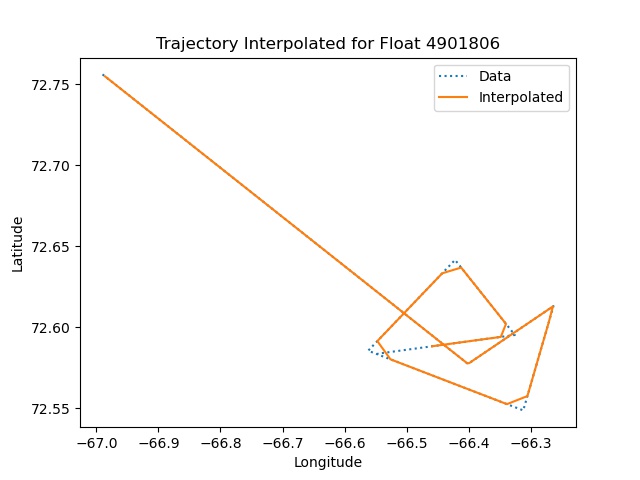 Trajectory Interpolated for Float 4901806
Data
Interpolated
72.75
72.70
72.65
72.60
72.55
Latitude
−67.0
−66.9
−66.8
−66.7
−66.6
−66.5
−66.4
−66.3
Longitude